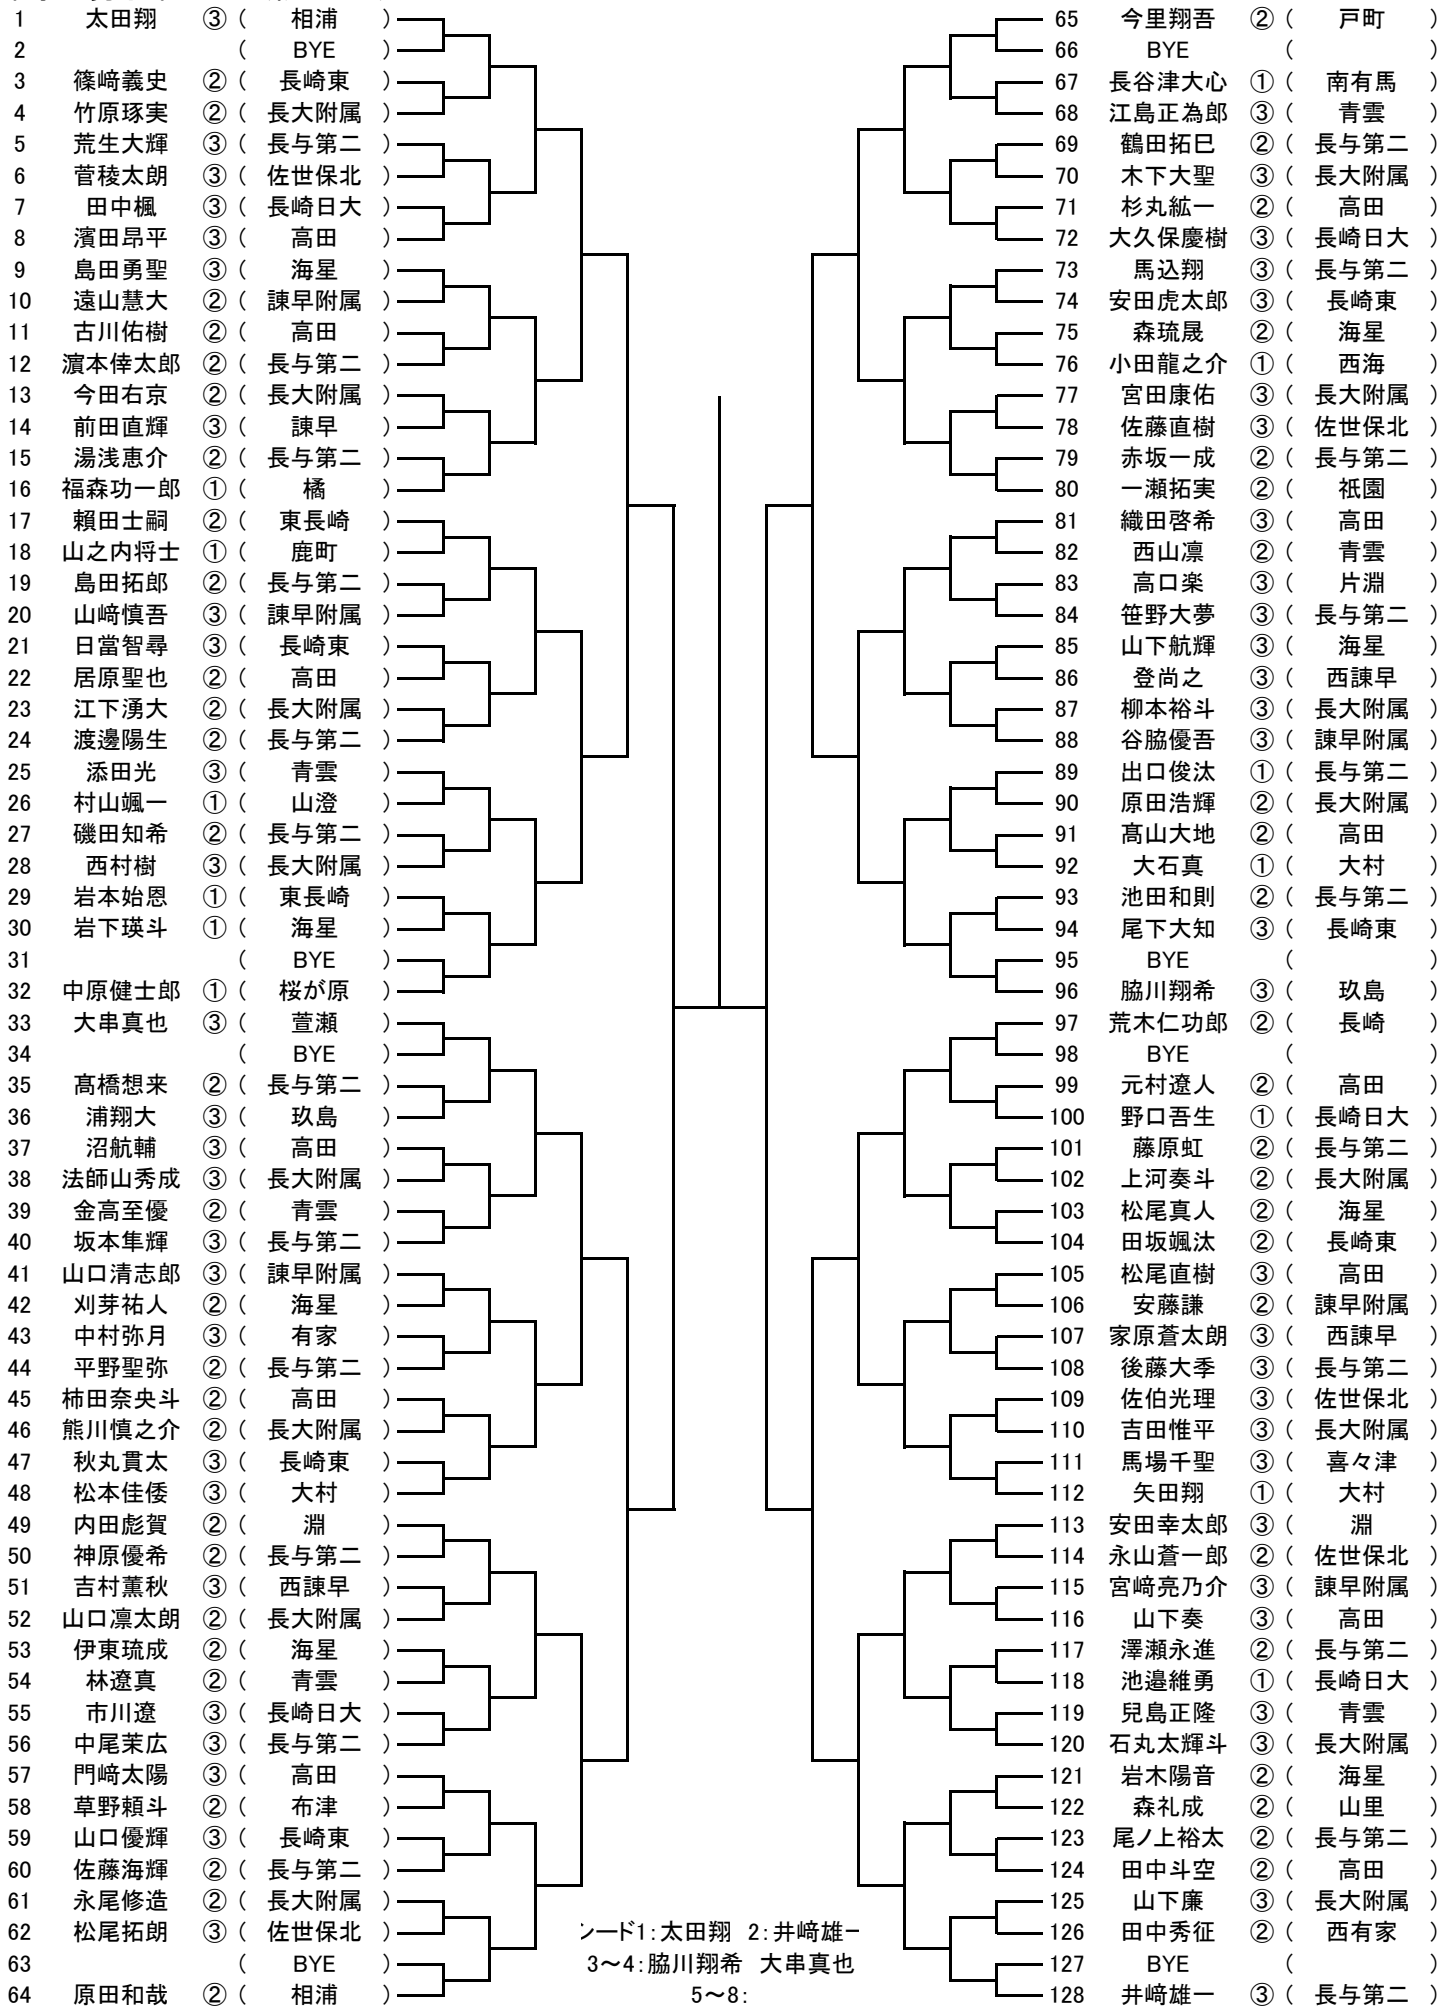 1 太田翔 ③ ( 相浦 )
2 ( BYE )
3 篠﨑義史 ② ( 長崎東 )
4 竹原琢実 ② ( 長大附属 )
5 荒生大輝 ③ ( 長与第二 )
6 菅稜太朗 ③ ( 佐世保北 )
7 田中楓 ③ ( 長崎日大 )
8 濱田昂平 ③ ( 高田 )
9 島田勇聖 ③ ( 海星 )
10 遠山慧大 ② ( 諫早附属 )
11 古川佑樹 ② ( 高田 )
12 濵本倖太郎 ② ( 長与第二 )
13 今田右京 ② ( 長大附属 )
14 前田直輝 ③ ( 諫早 )
15 湯浅恵介 ② ( 長与第二 )
16 福森功一郎 ① ( 橘 )
17 賴田士嗣 ② ( 東長崎 )
18 山之内将士 ① ( 鹿町 )
19 島田拓郎 ② ( 長与第二 )
20 山﨑慎吾 ③ ( 諫早附属 )
21 日當智尋 ③ ( 長崎東 )
22 居原聖也 ② ( 高田 )
23 江下湧大 ② ( 長大附属 )
24 渡邊陽生 ② ( 長与第二 )
25 添田光 ③ ( 青雲 )
26 村山颯一 ① ( 山澄 )
27 磯田知希 ② ( 長与第二 )
28 西村樹 ③ ( 長大附属 )
29 岩本始恩 ① ( 東長崎 )
30 岩下瑛斗 ① ( 海星 )
31 ( BYE )
32 中原健士郎 ① ( 桜が原 )
33 大串真也 ③ ( 萱瀬 )
34 ( BYE )
35 髙橋想来 ② ( 長与第二 )
36 浦翔大 ③ ( 玖島 )
37 沼航輔 ③ ( 高田 )
38 法師山秀成 ③ ( 長大附属 )
39 金高至優 ② ( 青雲 )
40 坂本隼輝 ③ ( 長与第二 )
41 山口清志郎 ③ ( 諫早附属 )
42 刈芽祐人 ② ( 海星 )
43 中村弥月 ③ ( 有家 )
44 平野聖弥 ② ( 長与第二 )
45 柿田奈央斗 ② ( 高田 )
46 熊川慎之介 ② ( 長大附属 )
47 秋丸貫太 ③ ( 長崎東 )
48 松本佳倭 ③ ( 大村 )
49 内田彪賀 ② ( 淵 )
50 神原優希 ② ( 長与第二 )
51 吉村薫秋 ③ ( 西諫早 )
52 山口凛太朗 ② ( 長大附属 )
53 伊東琉成 ② ( 海星 )
54 林遼真 ② ( 青雲 )
55 市川遼 ③ ( 長崎日大 )
56 中尾茉広 ③ ( 長与第二 )
57 門﨑太陽 ③ ( 高田 )
58 草野頼斗 ② ( 布津 )
59 山口優輝 ③ ( 長崎東 )
60 佐藤海輝 ② ( 長与第二 )
61 永尾修造 ② ( 長大附属 )
62 松尾拓朗 ③ ( 佐世保北 )
63 ( BYE )
64 原田和哉 ② ( 相浦 )
65 今里翔吾 ② ( 戸町 )
66 BYE ( )
67 長谷津大心 ① ( 南有馬 )
68 江島正為郎 ③ ( 青雲 )
69 鶴田拓巳 ② ( 長与第二 )
70 木下大聖 ③ ( 長大附属 )
71 杉丸紘一 ② ( 高田 )
72 大久保慶樹 ③ ( 長崎日大 )
73 馬込翔 ③ ( 長与第二 )
74 安田虎太郎 ③ ( 長崎東 )
75 森琉晟 ② ( 海星 )
76 小田龍之介 ① ( 西海 )
77 宮田康佑 ③ ( 長大附属 )
78 佐藤直樹 ③ ( 佐世保北 )
79 赤坂一成 ② ( 長与第二 )
80 一瀬拓実 ② ( 祇園 )
81 織田啓希 ③ ( 高田 )
82 西山凛 ② ( 青雲 )
83 高口楽 ③ ( 片淵 )
84 笹野大夢 ③ ( 長与第二 )
85 山下航輝 ③ ( 海星 )
86 登尚之 ③ ( 西諫早 )
87 柳本裕斗 ③ ( 長大附属 )
88 谷脇優吾 ③ ( 諫早附属 )
89 出口俊汰 ① ( 長与第二 )
90 原田浩輝 ② ( 長大附属 )
91 髙山大地 ② ( 高田 )
92 大石真 ① ( 大村 )
93 池田和則 ② ( 長与第二 )
94 尾下大知 ③ ( 長崎東 )
95 BYE ( )
96 脇川翔希 ③ ( 玖島 )
97 荒木仁功郎 ② ( 長崎 )
98 BYE ( )
99 元村遼人 ② ( 高田 )
100 野口吾生 ① ( 長崎日大 )
101 藤原虹 ② ( 長与第二 )
102 上河奏斗 ② ( 長大附属 )
103 松尾真人 ② ( 海星 )
104 田坂颯汰 ② ( 長崎東 )
105 松尾直樹 ③ ( 高田 )
106 安藤謙 ② ( 諫早附属 )
107 家原蒼太朗 ③ ( 西諫早 )
108 後藤大季 ③ ( 長与第二 )
109 佐伯光理 ③ ( 佐世保北 )
110 吉田惟平 ③ ( 長大附属 )
111 馬場千聖 ③ ( 喜々津 )
112 矢田翔 ① ( 大村 )
113 安田幸太郎 ③ ( 淵 )
114 永山蒼一郎 ② ( 佐世保北 )
115 宮﨑亮乃介 ③ ( 諫早附属 )
116 山下奏 ③ ( 高田 )
117 澤瀬永進 ② ( 長与第二 )
118 池邉維勇 ① ( 長崎日大 )
119 兒島正隆 ③ ( 青雲 )
120 石丸太輝斗 ③ ( 長大附属 )
121 岩木陽音 ② ( 海星 )
122 森礼成 ② ( 山里 )
123 尾ノ上裕太 ② ( 長与第二 )
124 田中斗空 ② ( 高田 )
125 山下廉 ③ ( 長大附属 )
126 田中秀征 ② ( 西有家 )
127 BYE ( )
128 井﨑雄一 ③ ( 長与第二 )
シード1:太田翔 2:井﨑雄一
3～4:脇川翔希 大串真也
5～8: